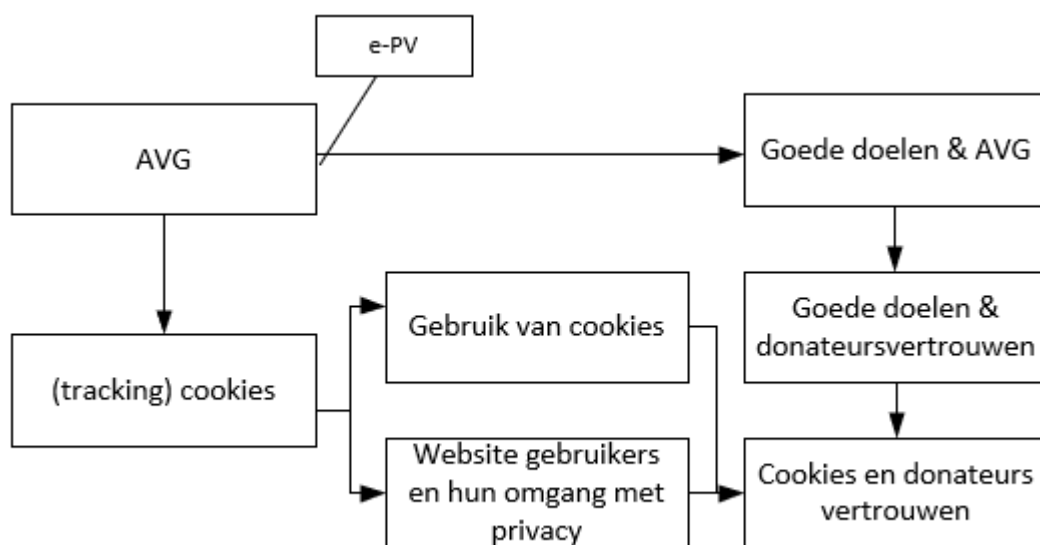 e-PV
AVG
Goede doelen & AVG
Gebruik van cookies
Goede doelen &
donateursvertrouwen
(tracking) cookies
Website gebruikers
en hun omgang met
privacy
Cookies en donateurs
vertrouwen